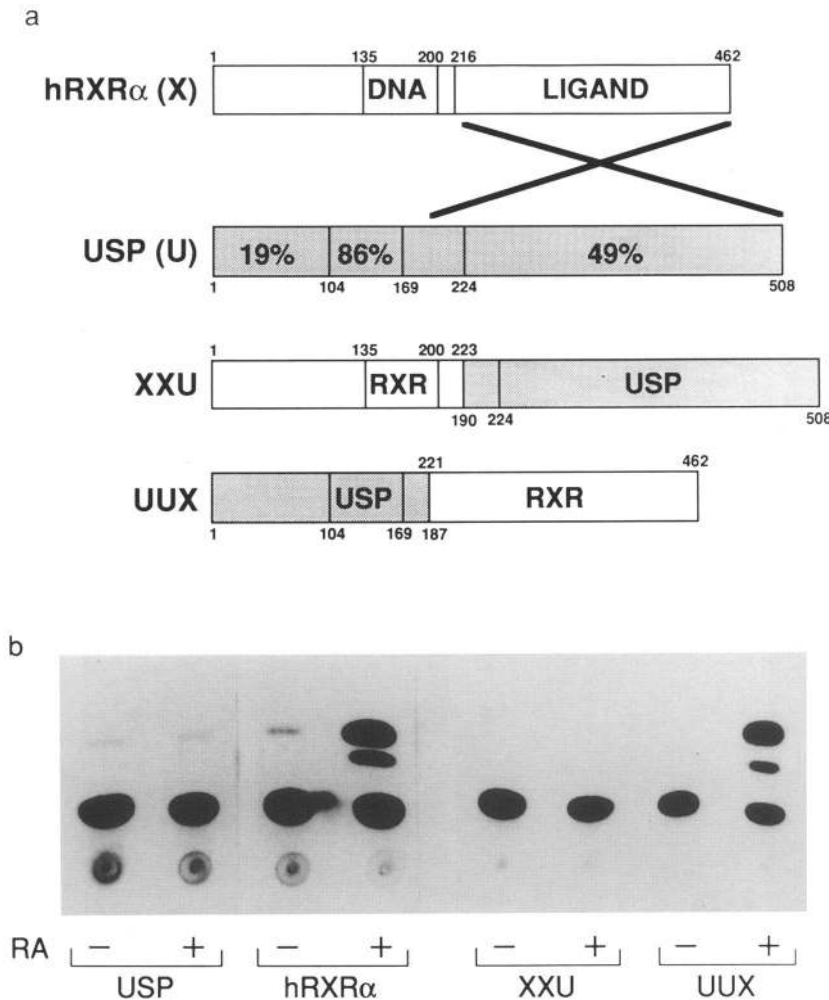 a
1 135 200 216 462
hRXRα (X) DNA LIGAND
USP (U) 19% 86% 49%
1 104 169 224 508
1 135 200 223
XXU RXR USP
190 224 508
221 462
UUX USP RXR
1 104 169 187
b
RA − + − + − + − +
USP hRXRα XXU UUX